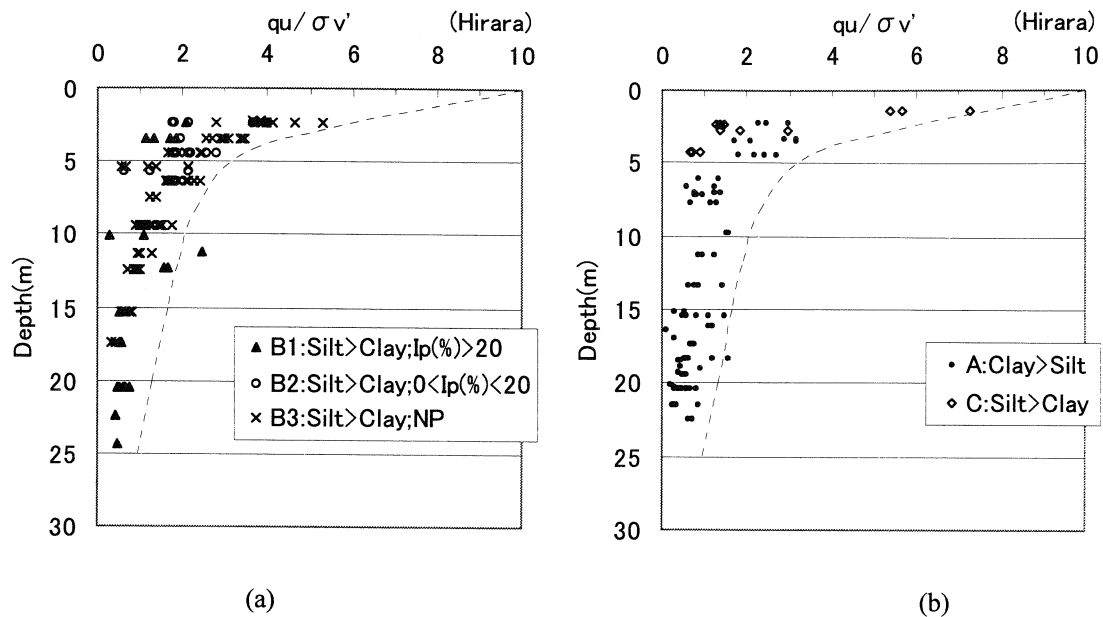 qu/σv' (Hirara)
0 2 4 6 8 10
0
5
10
15
20
25
30
Depth(m)
▲ B1:Silt>Clay;Ip(%)>20
○ B2:Silt>Clay;0<Ip(%)<20
× B3:Silt>Clay;NP
(a)
qu/σv' (Hirara)
0 2 4 6 8 10
0
5
10
15
20
25
30
Depth(m)
• A:Clay>Silt
◇ C:Silt>Clay
(b)